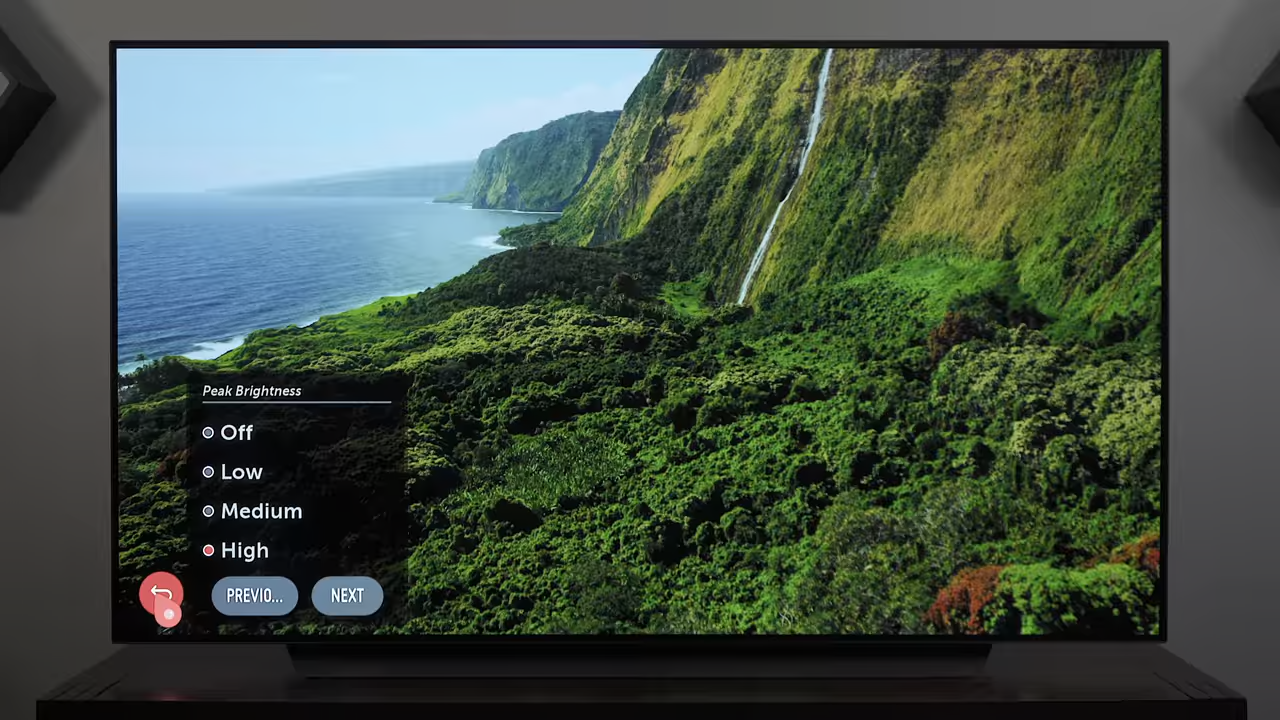 Peak Brightness
Off
Low
Medium
High
PREVIO...
NEXT